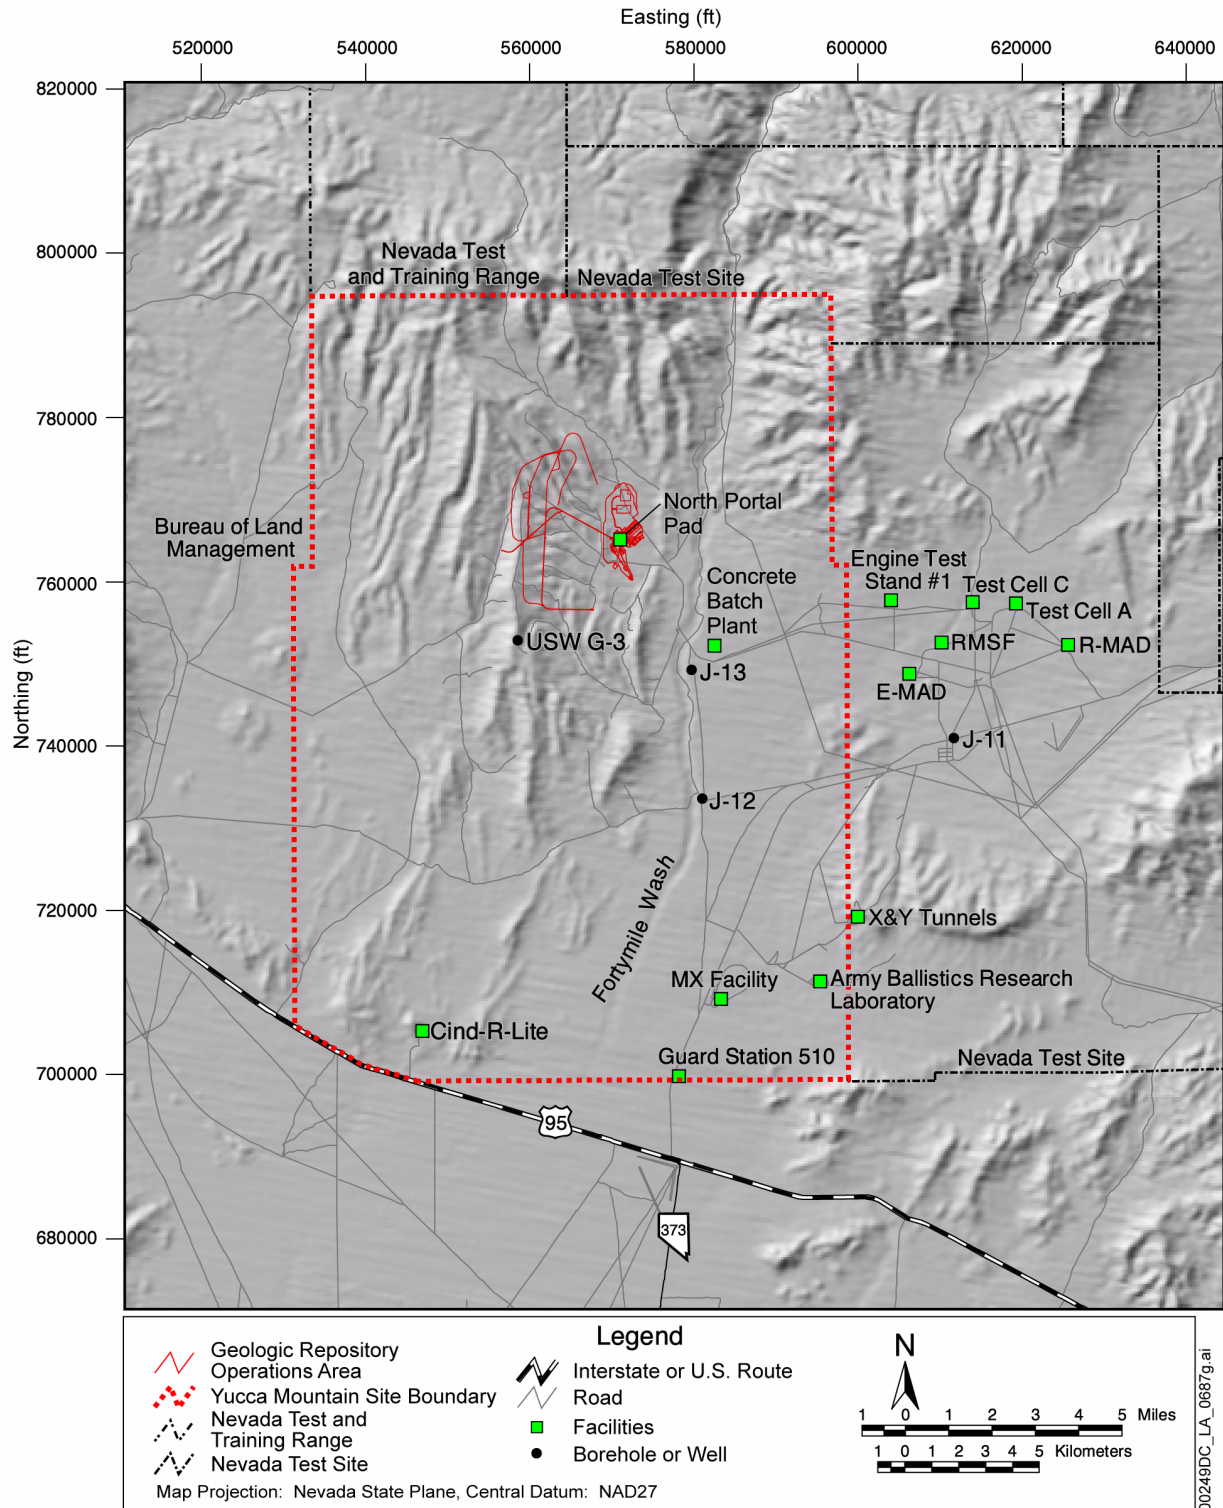 Easting (ft)
520000 540000 560000 580000 600000 620000 640000
820000
800000
780000
760000
740000
720000
700000
680000
Northing (ft)
Nevada Test
and Training Range
Nevada Test Site
Bureau of Land
Management
North Portal
Pad
Concrete
Batch
Plant
Engine Test
Stand #1
Test Cell C
Test Cell A
RMSF
R-MAD
E-MAD
USW G-3
J-13
J-11
J-12
Fortymile Wash
X&Y Tunnels
MX Facility
Army Ballistics Research
Laboratory
Cind-R-Lite
Guard Station 510
Nevada Test Site
95
373
Legend
Geologic Repository
Operations Area
Yucca Mountain Site Boundary
Nevada Test and
Training Range
Nevada Test Site
Interstate or U.S. Route
Road
Facilities
Borehole or Well
N
1 0 1 2 3 4 5 Miles
1 0 1 2 3 4 5 Kilometers
Map Projection: Nevada State Plane, Central Datum: NAD27
00249DC_LA_0687g.ai